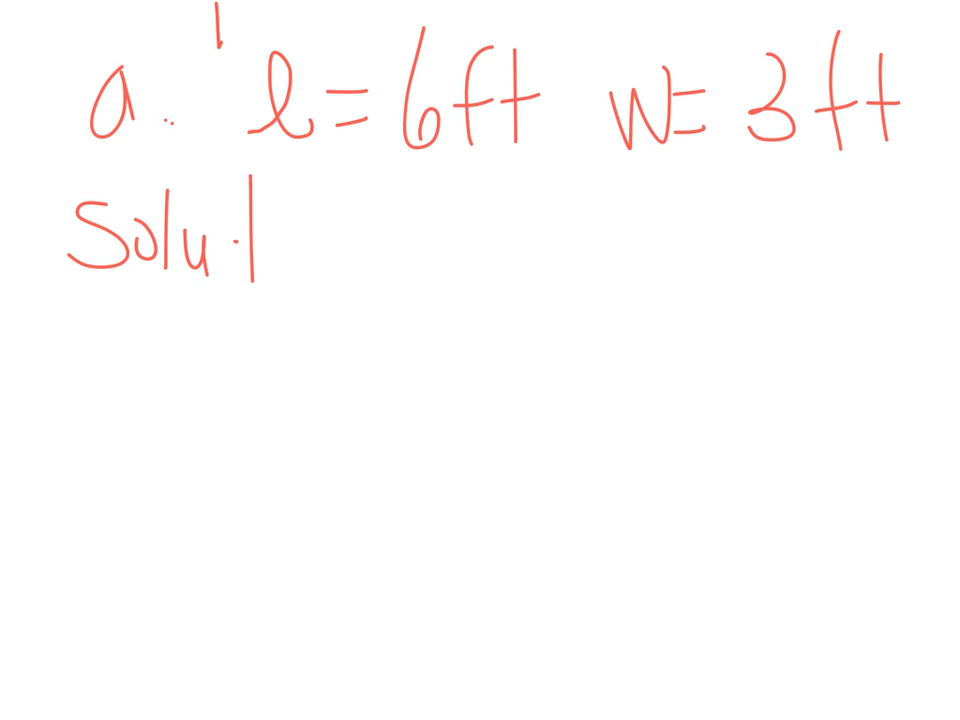 a. l = 6ft w = 3ft
Solu